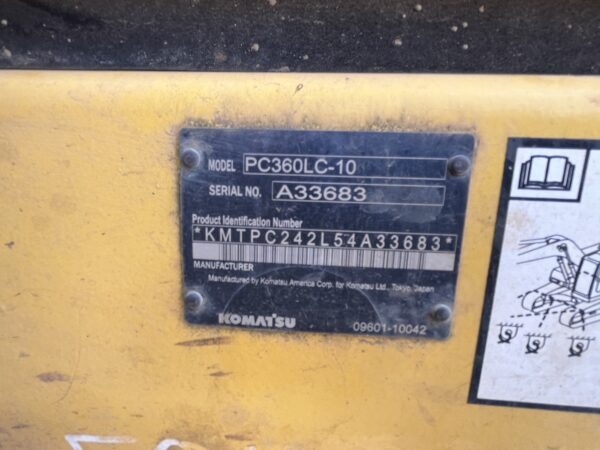 MODEL PC360LC-10
SERIAL NO. A33683
Product Identification Number
*KMTPC242L54A33683*
MANUFACTURER
Manufactured by Komatsu America Corp. for Komatsu Ltd., Tokyo, Japan
KOMATSU 09601-10042